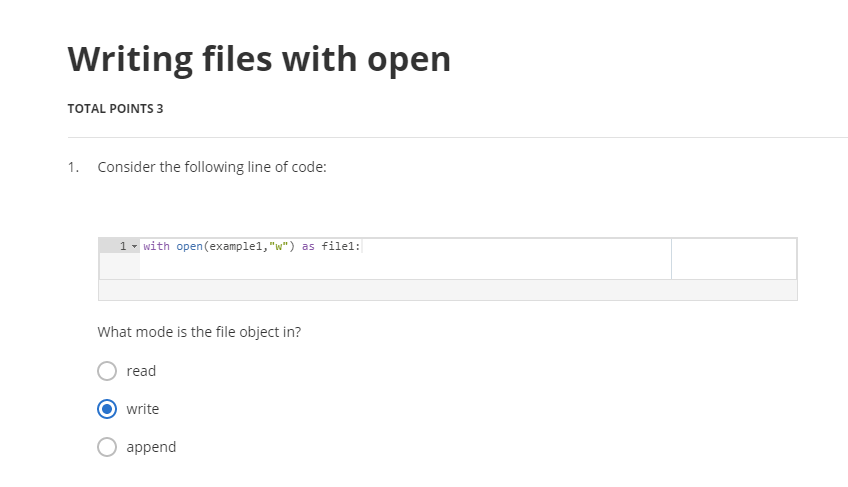 Writing files with open
TOTAL POINTS 3
1. Consider the following line of code:
1 with open(example1,"w") as file1:
What mode is the file object in?
read
write
append